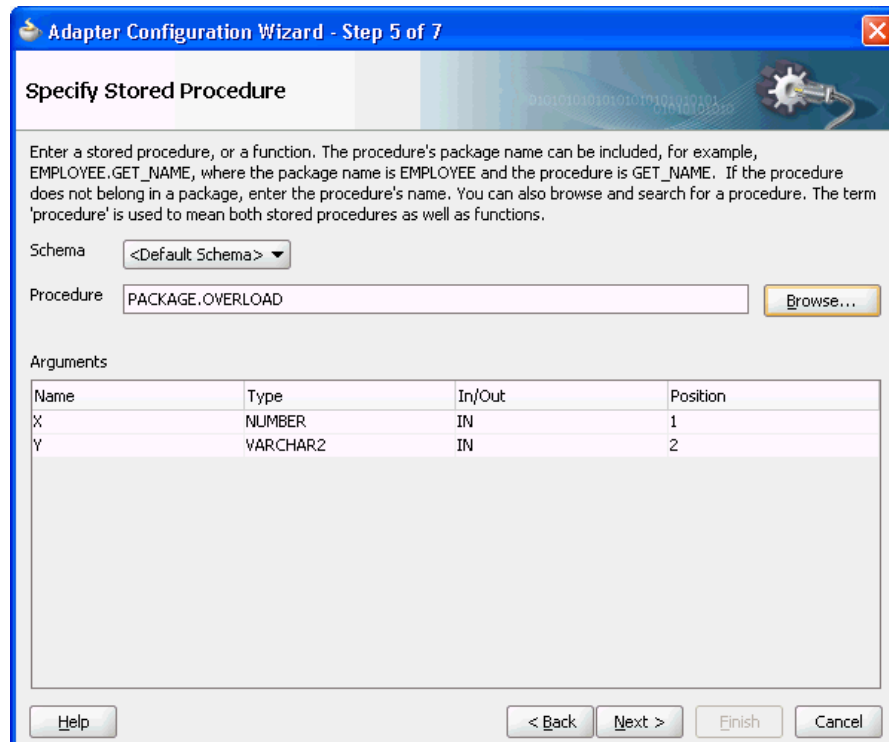 Adapter Configuration Wizard - Step 5 of 7
Specify Stored Procedure
Enter a stored procedure, or a function. The procedure's package name can be included, for example,
EMPLOYEE.GET_NAME, where the package name is EMPLOYEE and the procedure is GET_NAME. If the procedure
does not belong in a package, enter the procedure's name. You can also browse and search for a procedure. The term
'procedure' is used to mean both stored procedures as well as functions.
Schema <Default Schema>
Procedure PACKAGE.OVERLOAD Browse...
Arguments
Name Type In/Out Position
X NUMBER IN 1
Y VARCHAR2 IN 2
Help < Back Next > Finish Cancel